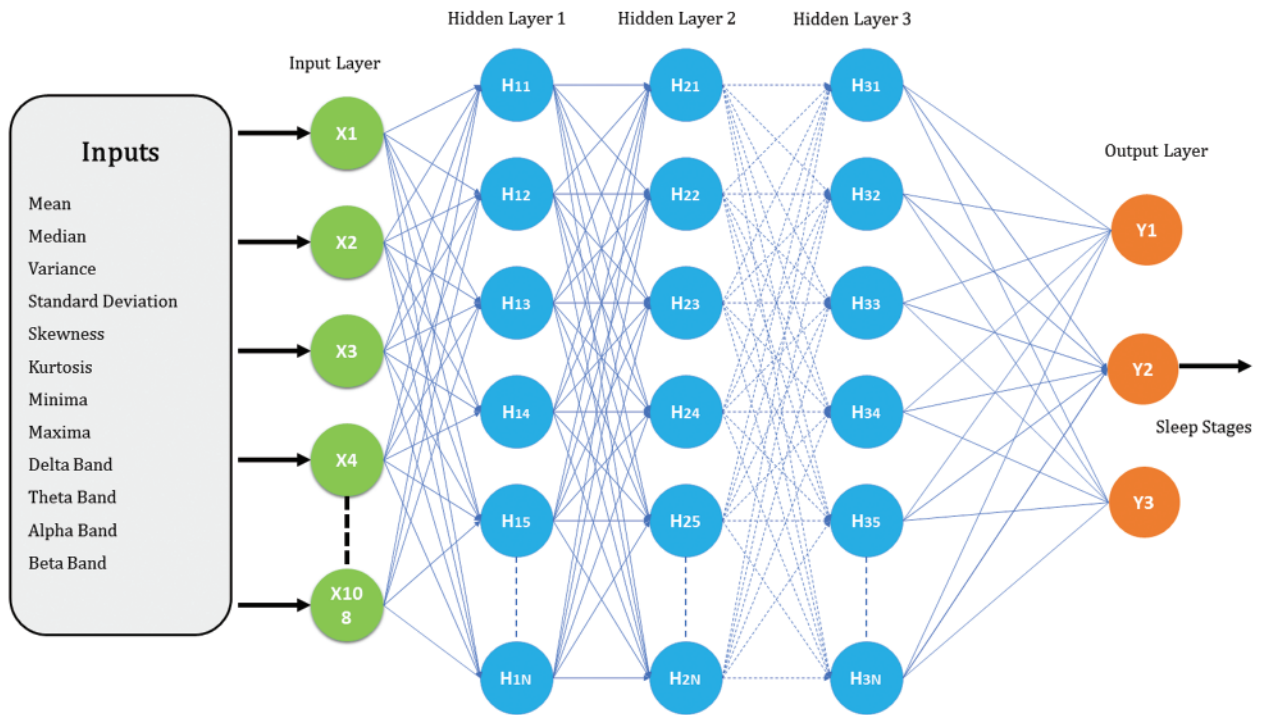 Hidden Layer 1
Hidden Layer 2
Hidden Layer 3
Input Layer
Output Layer
Inputs
Mean
Median
Variance
Standard Deviation
Skewness
Kurtosis
Minima
Maxima
Delta Band
Theta Band
Alpha Band
Beta Band
X1
X2
X3
X4
X10
8
H11
H12
H13
H14
H15
H1N
H21
H22
H23
H24
H25
H2N
H31
H32
H33
H34
H35
H3N
Y1
Y2
Y3
Sleep Stages